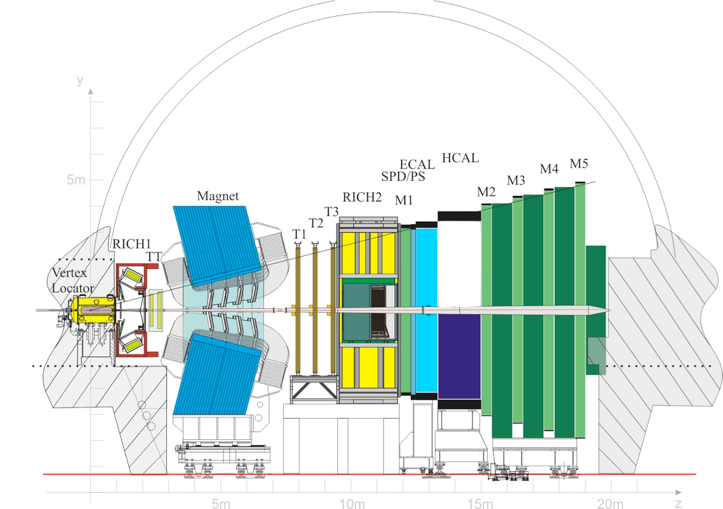 y
5m
ECAL
HCAL
SPD/PS
M5
M4
M3
M2
Magnet
RICH2
M1
T3
T2
T1
RICH1
TT
Vertex
Locator
5m
10m
15m
20m
z